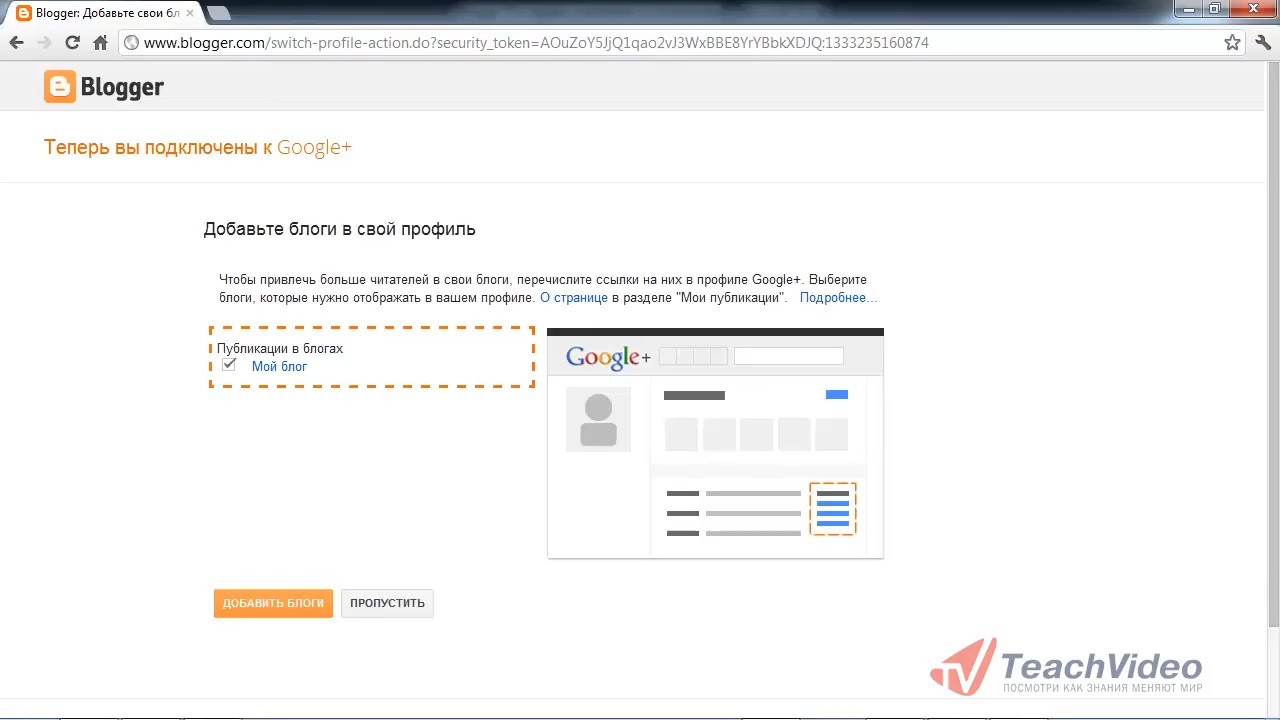 Blogger: Добавьте свои бл
www.blogger.com/switch-profile-action.do?security_token=AOuZoY5JjQ1qao2vJ3WxBBE8YrYBbkXDJQ:1333235160874
Blogger
Теперь вы подключены к Google+
Добавьте блоги в свой профиль
Чтобы привлечь больше читателей в свои блоги, перечислите ссылки на них в профиле Google+. Выберите
блоги, которые нужно отображать в вашем профиле. О странице в разделе "Мои публикации". Подробнее...
Публикации в блогах
Мой блог
Google+
ДОБАВИТЬ БЛОГИ
ПРОПУСТИТЬ
TV TeachVideo
ПОСМОТРИ КАК ЗНАНИЯ МЕНЯЮТ МИР